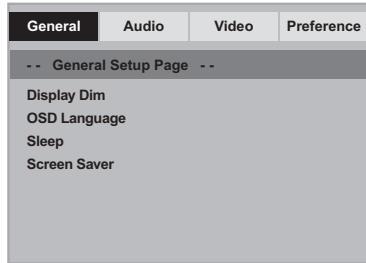 General Audio Video Preference
- -  General Setup Page  - -
Display Dim
OSD Language
Sleep
Screen Saver